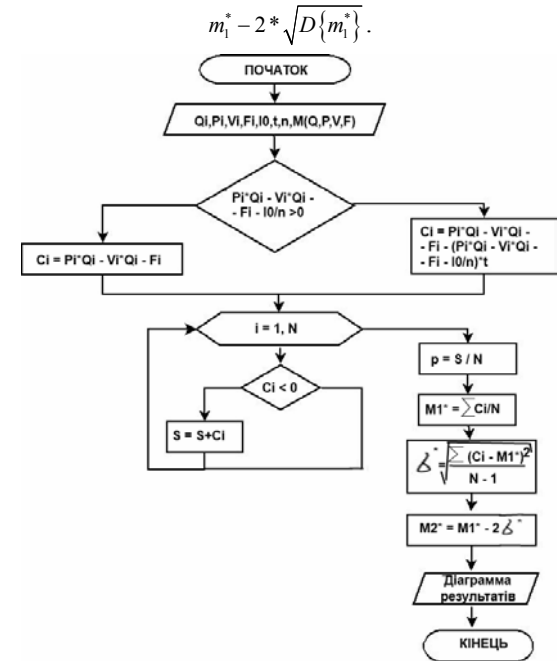 m₁* – 2 * √D{m₁*} .
ПОЧАТОК
Qi,Pi,Vi,Fi,I0,t,n,M(Q,P,V,F)
Pi*Qi - Vi*Qi -
- Fi - I0/n >0
Ci = Pi*Qi - Vi*Qi - Fi
Ci = Pi*Qi - Vi*Qi -
- Fi - (Pi*Qi - Vi*Qi -
- Fi - I0/n)*t
i = 1, N
Ci < 0
S = S+Ci
p = S / N
M1* = ∑Ci/N
б* = √∑ (Ci - M1*)²
N - 1
M2* = M1* - 2б*
Діаграмма
результатів
КІНЕЦЬ